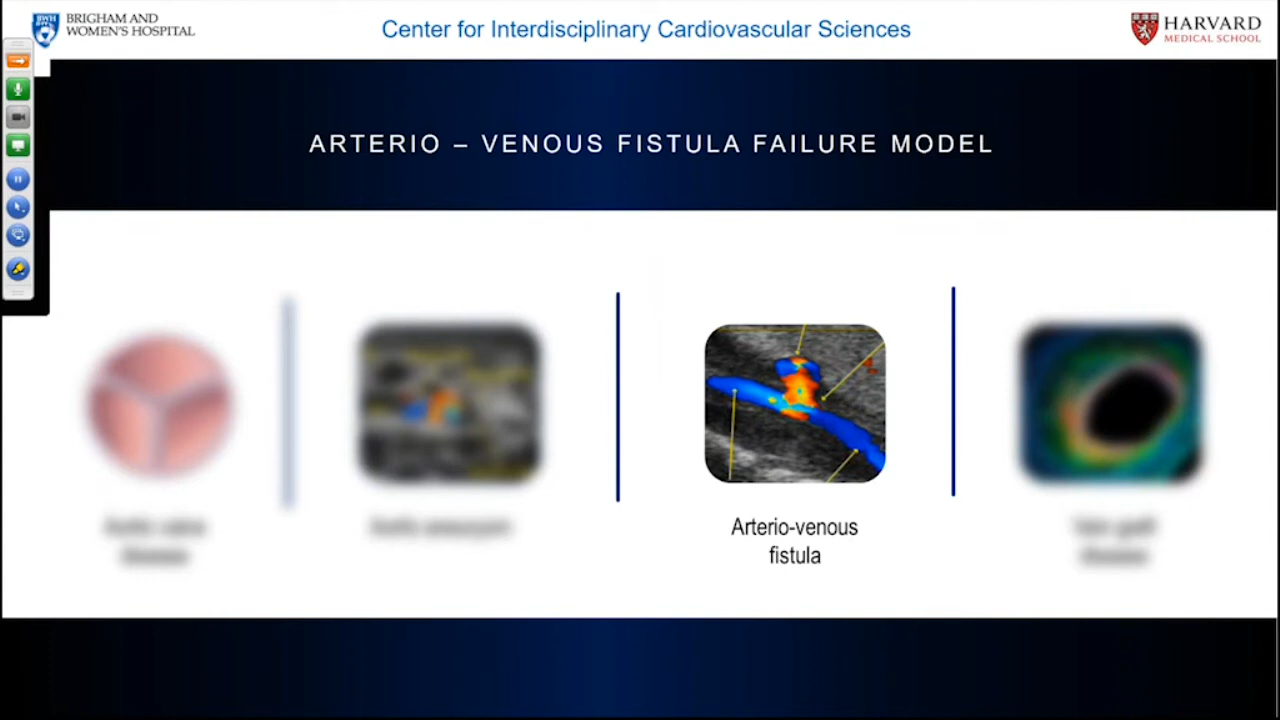 BWH
BRIGHAM AND
WOMEN'S HOSPITAL
Center for Interdisciplinary Cardiovascular Sciences
HARVARD
MEDICAL SCHOOL
ARTERIO – VENOUS FISTULA FAILURE MODEL
Arterio-venous
fistula